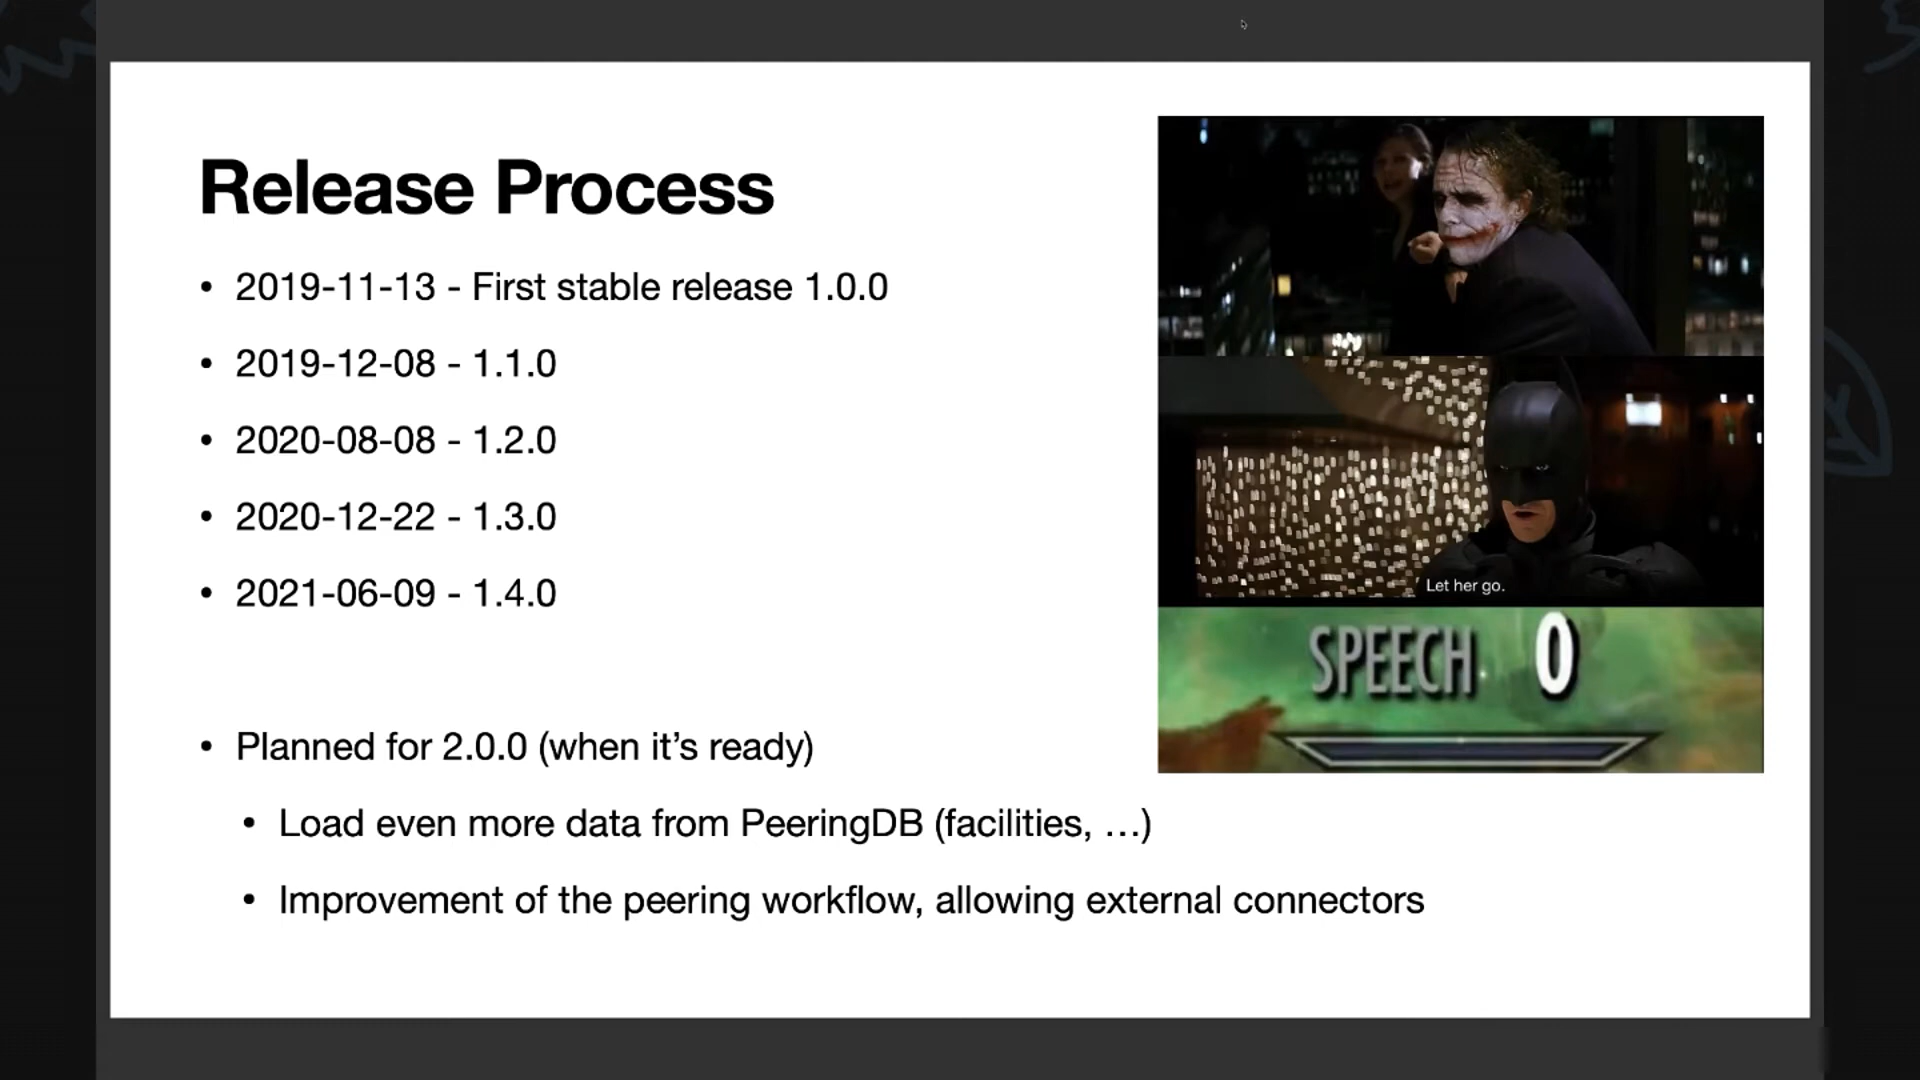 Release Process
• 2019-11-13 - First stable release 1.0.0
• 2019-12-08 - 1.1.0
• 2020-08-08 - 1.2.0
• 2020-12-22 - 1.3.0
• 2021-06-09 - 1.4.0
• Planned for 2.0.0 (when it’s ready)
• Load even more data from PeeringDB (facilities, …)
• Improvement of the peering workflow, allowing external connectors
Let her go.
SPEECH 0